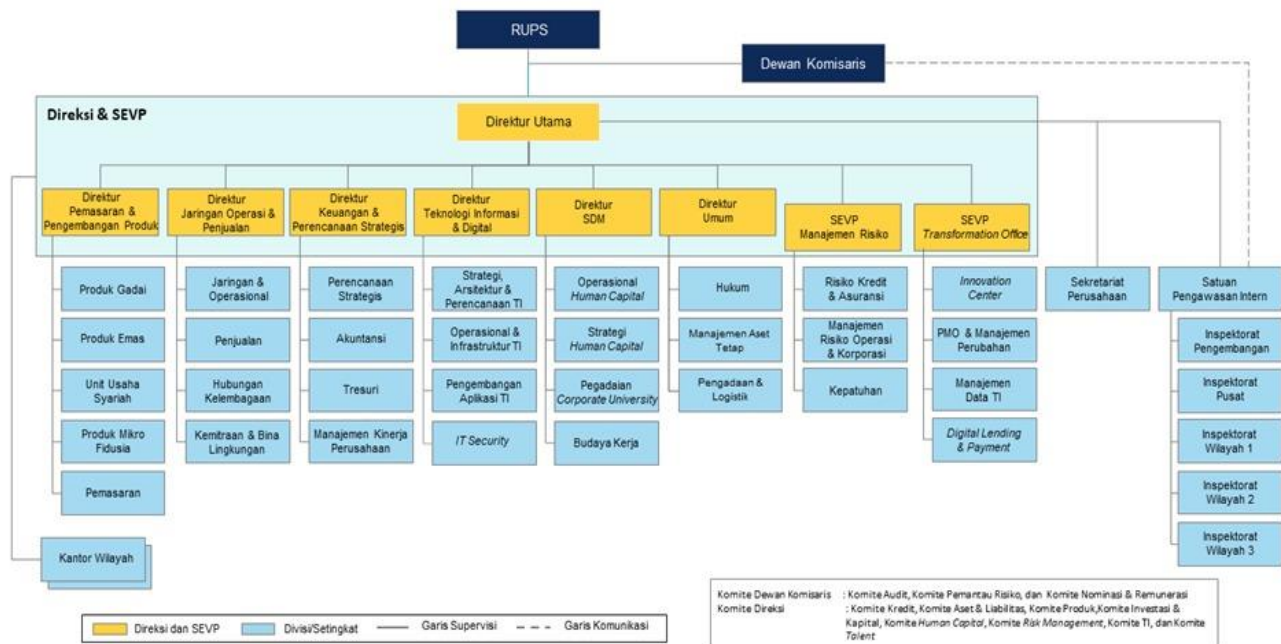 RUPS
Dewan Komisaris
Direksi & SEVP
Direktur Utama
Direktur
Pemasaran &
Pengembangan Produk
Direktur
Jaringan Operasi &
Penjualan
Direktur
Keuangan &
Perencanaan Strategis
Direktur
Teknologi Informasi
& Digital
Direktur
SDM
Direktur
Umum
SEVP
Manajemen Risiko
SEVP
Transformation Office
Produk Gadai
Produk Emas
Unit Usaha
Syariah
Produk Mikro
Fidusia
Pemasaran
Jaringan &
Operasional
Penjualan
Hubungan
Kelembagaan
Kemitraan & Bina
Lingkungan
Perencanaan
Strategis
Akuntansi
Tresuri
Manajemen Kinerja
Perusahaan
Strategi,
Arsitektur &
Perencanaan TI
Operasional &
Infrastruktur TI
Pengembangan
Aplikasi TI
IT Security
Operasional
Human Capital
Strategi
Human Capital
Pegadaian
Corporate University
Budaya Kerja
Hukum
Manajemen Aset
Tetap
Pengadaan &
Logistik
Risiko Kredit
& Asuransi
Manajemen
Risiko Operasi
& Korporasi
Kepatuhan
Innovation
Center
PMO & Manajemen
Perubahan
Manajemen
Data TI
Digital Lending
& Payment
Sekretariat
Perusahaan
Satuan
Pengawasan Intern
Inspektorat
Pengembangan
Inspektorat
Pusat
Inspektorat
Wilayah 1
Inspektorat
Wilayah 2
Inspektorat
Wilayah 3
Kantor Wilayah
Direksi dan SEVP
Divisi/Setingkat
Garis Supervisi
Garis Komunikasi
Komite Dewan Komisaris : Komite Audit, Komite Pemantau Risiko, dan Komite Nominasi & Remunerasi
Komite Direksi : Komite Kredit, Komite Aset & Liabilitas, Komite Produk,Komite Investasi &
Kapital, Komite Human Capital, Komite Risk Management, Komite TI, dan Komite
Talent